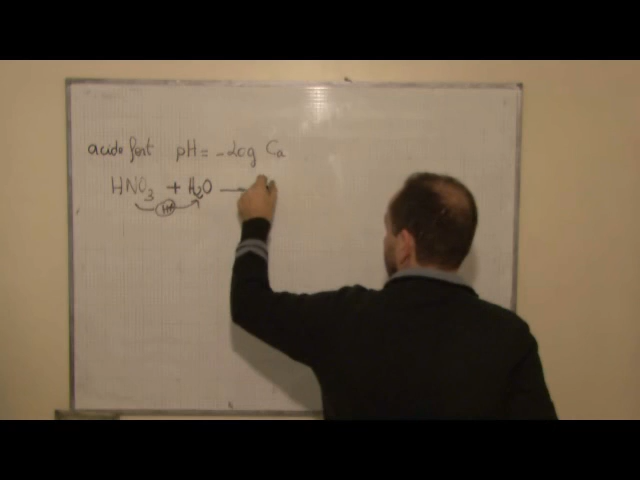 acide fort pH = -Log Ca
HNO3 + H2O →
H+